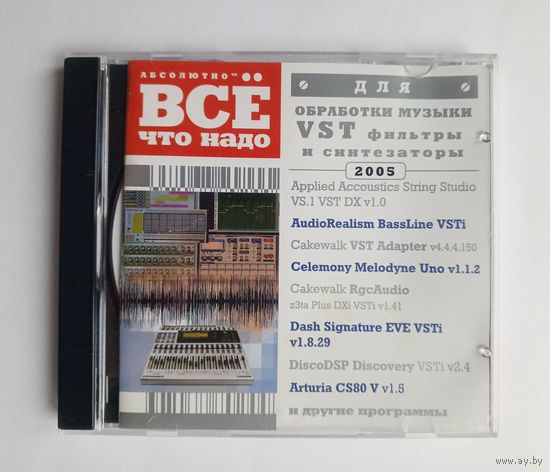 АБСОЛЮТНО™
ВСЁ
ЧТО НАДО
ДЛЯ
ОБРАБОТКИ МУЗЫКИ
VST фильтры
и синтезаторы
2005
Applied Accoustics String Studio
VS.1 VST DX v1.0
AudioRealism BassLine VSTi
Cakewalk VST Adapter v4.4.4.150
Celemony Melodyne Uno v1.1.2
Cakewalk RgcAudio
z3ta Plus DXi VSTi v1.41
Dash Signature EVE VSTi
v1.8.29
DiscoDSP Discovery VSTi v2.4
Arturia CS80 V v1.5
и другие программы
www.ay.by